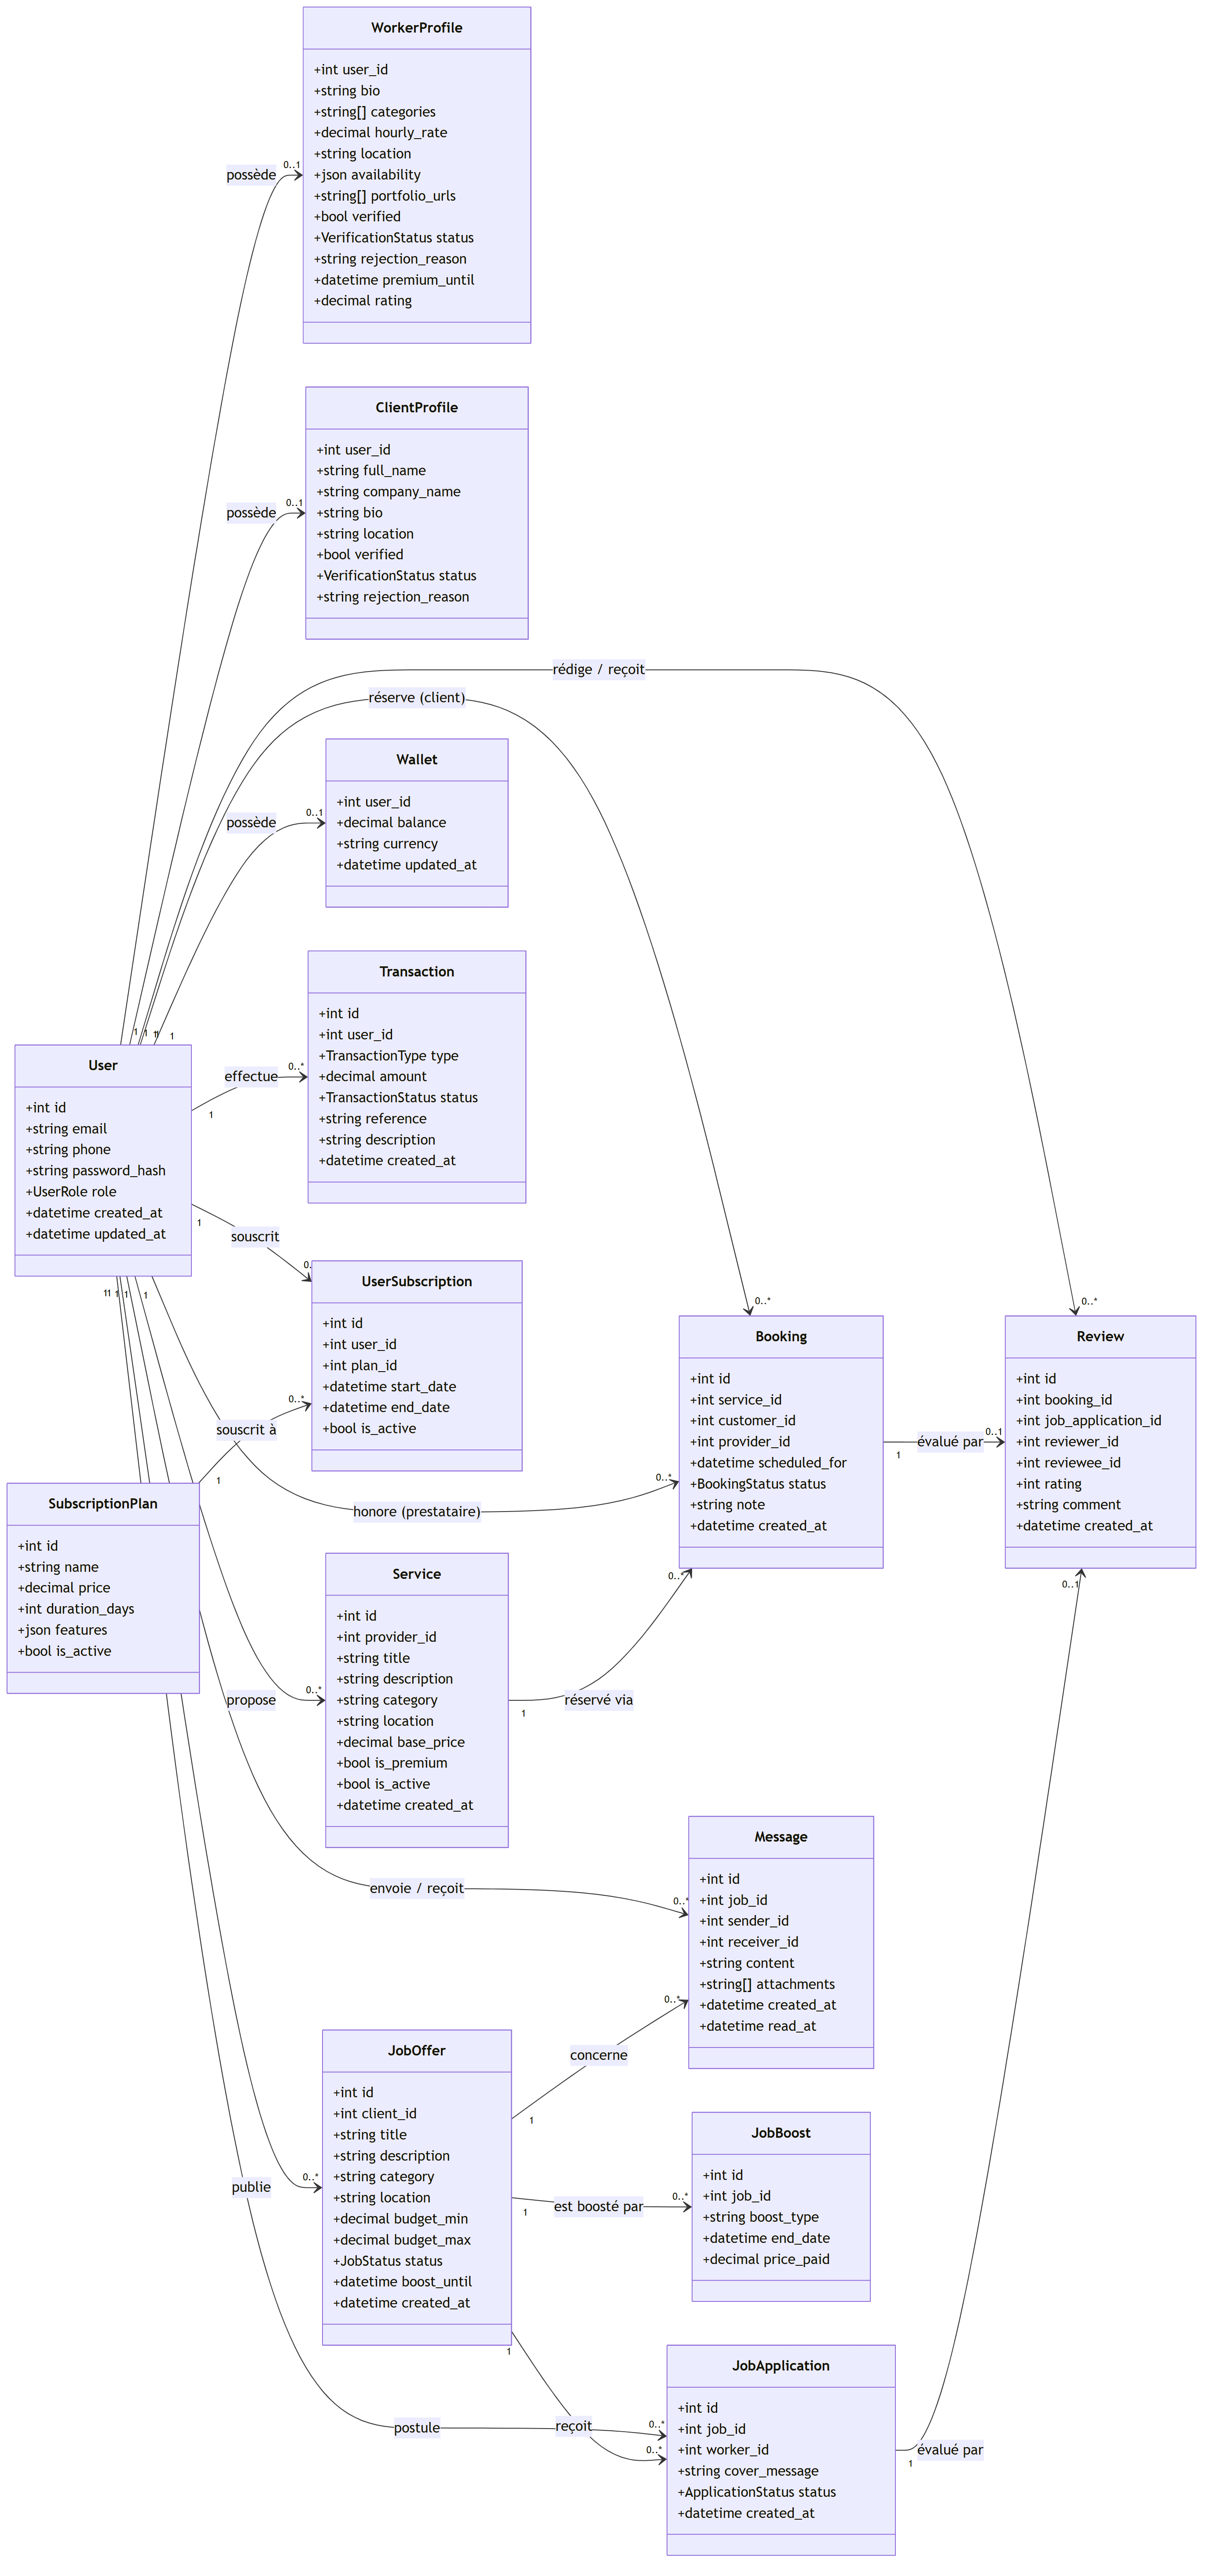 WorkerProfile
+int user_id
+string bio
+string[] categories
+decimal hourly_rate
+string location
+json availability
+string[] portfolio_urls
+bool verified
+VerificationStatus status
+string rejection_reason
+datetime premium_until
+decimal rating
possède
0..1
ClientProfile
+int user_id
+string full_name
+string company_name
+string bio
+string location
+bool verified
+VerificationStatus status
+string rejection_reason
possède
0..1
rédige / reçoit
réserve (client)
Wallet
+int user_id
+decimal balance
+string currency
+datetime updated_at
possède
0..1
Transaction
+int id
+int user_id
+TransactionType type
+decimal amount
+TransactionStatus status
+string reference
+string description
+datetime created_at
1
1
1
1
1
User
+int id
+string email
+string phone
+string password_hash
+UserRole role
+datetime created_at
+datetime updated_at
effectue
0..*
1
1
souscrit
0..
UserSubscription
+int id
+int user_id
+int plan_id
+datetime start_date
+datetime end_date
+bool is_active
1
1
1
1
1
0..*
0..*
Booking
+int id
+int service_id
+int customer_id
+int provider_id
+datetime scheduled_for
+BookingStatus status
+string note
+datetime created_at
Review
+int id
+int booking_id
+int job_application_id
+int reviewer_id
+int reviewee_id
+int rating
+string comment
+datetime created_at
évalué par
1
0..1
souscrit à
0..*
1
honore (prestataire)
0..*
SubscriptionPlan
+int id
+string name
+decimal price
+int duration_days
+json features
+bool is_active
Service
+int id
+int provider_id
+string title
+string description
+string category
+string location
+decimal base_price
+bool is_premium
+bool is_active
+datetime created_at
propose
0..*
1
réservé via
0..*
0..1
envoie / reçoit
0..*
Message
+int id
+int job_id
+int sender_id
+int receiver_id
+string content
+string[] attachments
+datetime created_at
+datetime read_at
JobOffer
+int id
+int client_id
+string title
+string description
+string category
+string location
+decimal budget_min
+decimal budget_max
+JobStatus status
+datetime boost_until
+datetime created_at
publie
0..*
concerne
1
0..*
JobBoost
+int id
+int job_id
+string boost_type
+datetime end_date
+decimal price_paid
est boosté par
1
0..*
1
postule
reçoit
0..*
0..*
JobApplication
+int id
+int job_id
+int worker_id
+string cover_message
+ApplicationStatus status
+datetime created_at
évalué par
1